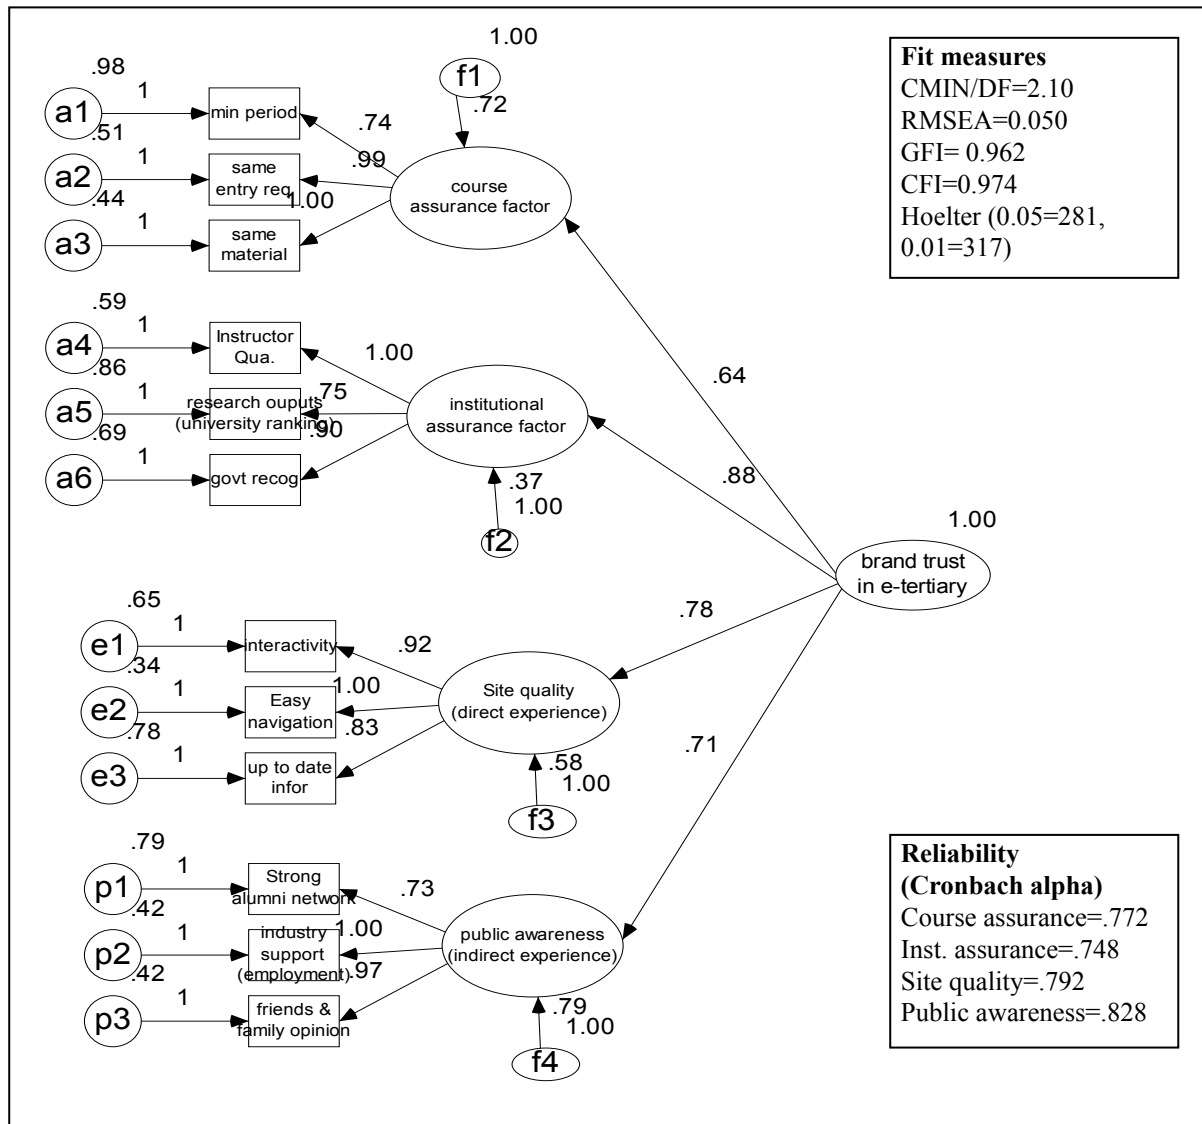 1.00
f1
.72
.98
a1
1
min period
.74
.51
a2
1
same
entry req.
.99
.44
a3
1
same
material
1.00
course
assurance factor
Fit measures
CMIN/DF=2.10
RMSEA=0.050
GFI= 0.962
CFI=0.974
Hoelter (0.05=281,
0.01=317)
.59
a4
1
Instructor
Qua.
1.00
.86
a5
1
research ouputs
(university ranking)
.75
.69
a6
1
govt recog
.90
institutional
assurance factor
.37
1.00
f2
.64
.88
.78
.71
1.00
brand trust
in e-tertiary
.65
e1
1
interactivity
.92
.34
e2
1
Easy
navigation
1.00
.78
e3
1
up to date
infor
.83
Site quality
(direct experience)
.58
1.00
f3
.79
p1
1
Strong
alumni network
.73
.42
p2
1
industry
support
(employment)
1.00
.42
p3
1
friends &
family opinion
.97
public awareness
(indirect experience)
.79
1.00
f4
Reliability
(Cronbach alpha)
Course assurance=.772
Inst. assurance=.748
Site quality=.792
Public awareness=.828